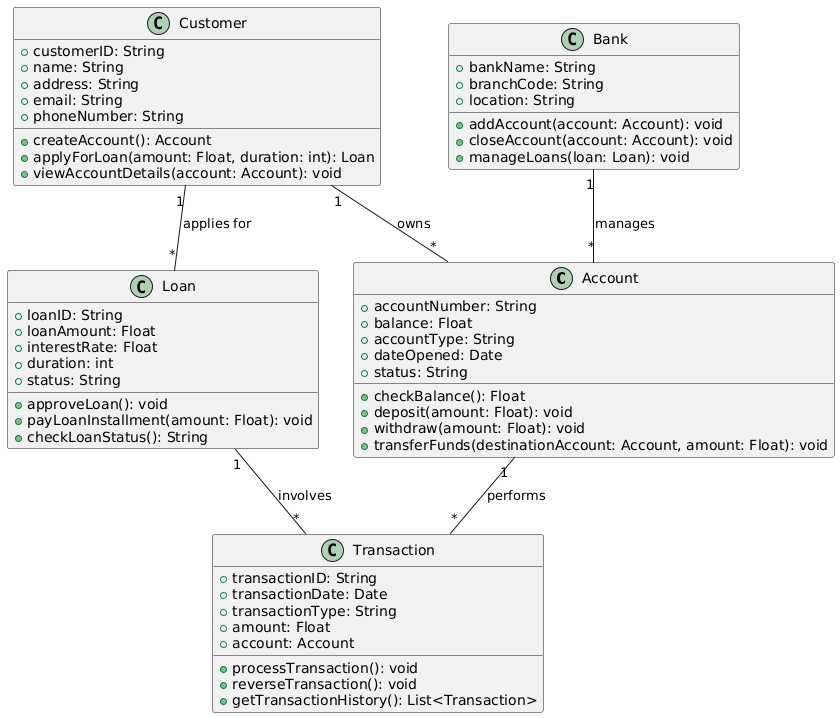 C Customer
customerID: String
name: String
address: String
email: String
phoneNumber: String
createAccount(): Account
applyForLoan(amount: Float, duration: int): Loan
viewAccountDetails(account: Account): void
C Bank
bankName: String
branchCode: String
location: String
addAccount(account: Account): void
closeAccount(account: Account): void
manageLoans(loan: Loan): void
1
applies for
*
1
owns
*
1
manages
*
C Loan
loanID: String
loanAmount: Float
interestRate: Float
duration: int
status: String
approveLoan(): void
payLoanInstallment(amount: Float): void
checkLoanStatus(): String
C Account
accountNumber: String
balance: Float
accountType: String
dateOpened: Date
status: String
checkBalance(): Float
deposit(amount: Float): void
withdraw(amount: Float): void
transferFunds(destinationAccount: Account, amount: Float): void
1
involves
*
1
performs
*
C Transaction
transactionID: String
transactionDate: Date
transactionType: String
amount: Float
account: Account
processTransaction(): void
reverseTransaction(): void
getTransactionHistory(): List<Transaction>